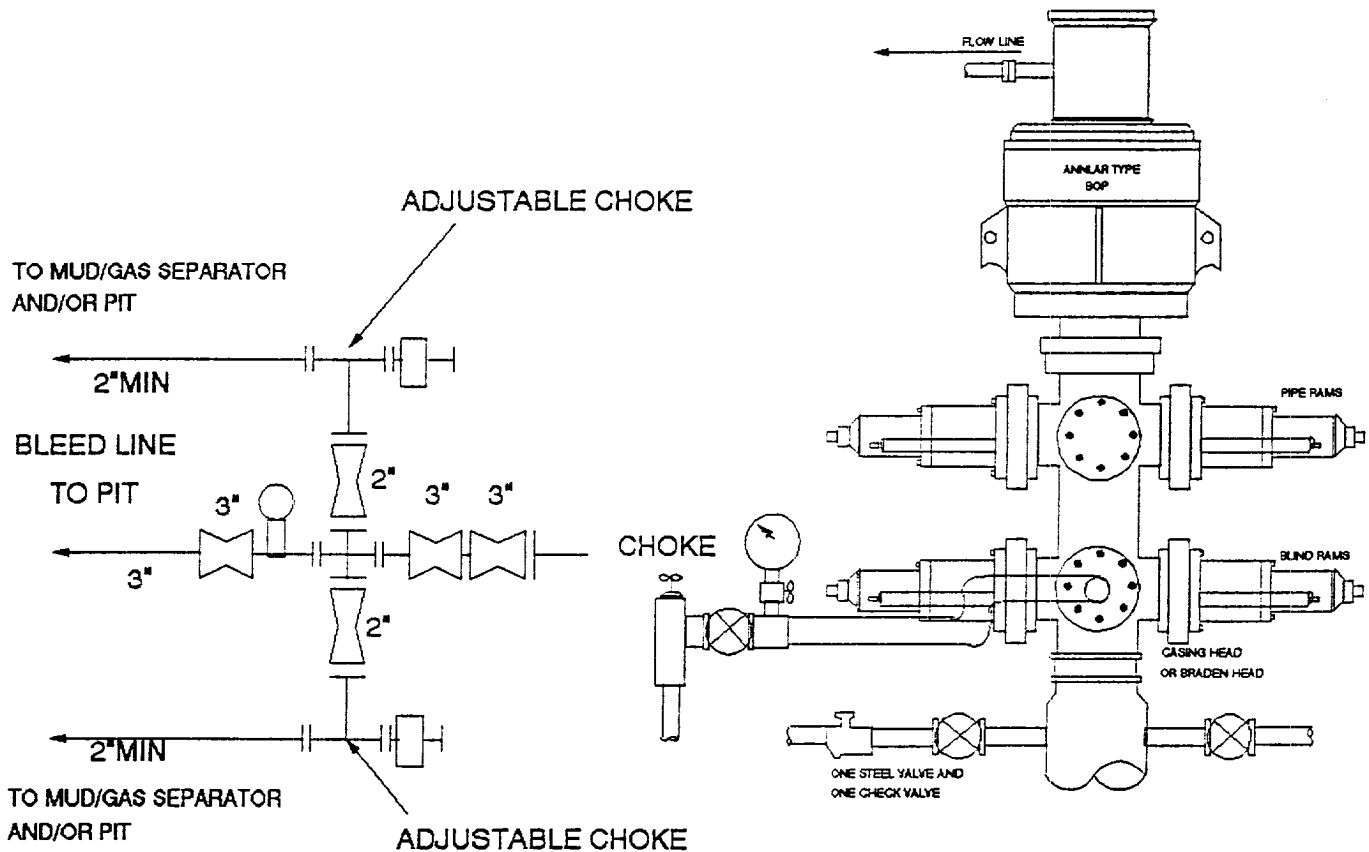 FLOW LINE
ANNLAR TYPE
BOP
ADJUSTABLE CHOKE
TO MUD/GAS SEPARATOR
AND/OR PIT
2" MIN
PIPE RAMS
BLEED LINE
TO PIT
2"
3"
3"
3"
3"
CHOKE
BLIND RAMS
2"
CASING HEAD
OR BRADEN HEAD
2" MIN
ONE STEEL VALVE AND
ONE CHECK VALVE
TO MUD/GAS SEPARATOR
AND/OR PIT
ADJUSTABLE CHOKE